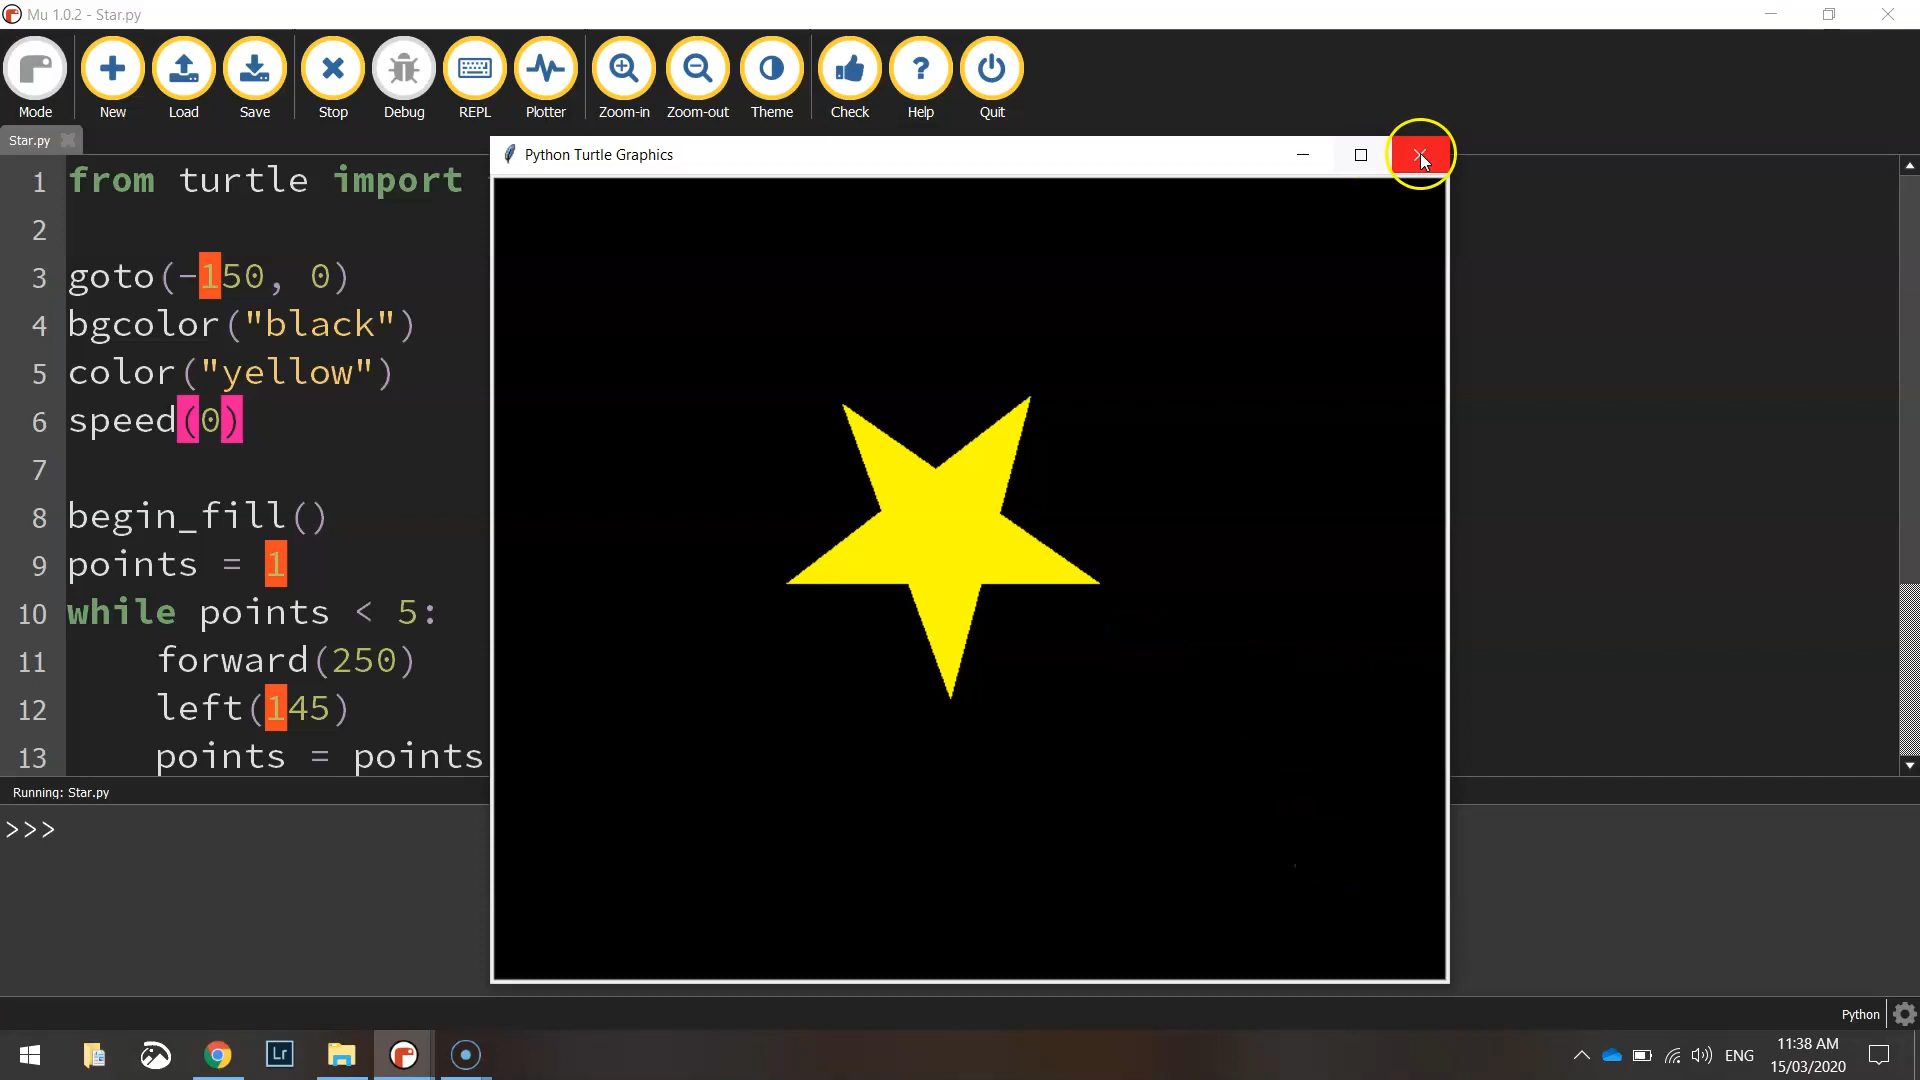 Mu 1.0.2 - Star.py
Mode New Load Save Stop Debug REPL Plotter Zoom-in Zoom-out Theme Check Help Quit
Star.py
Python Turtle Graphics
1 from turtle import
2
3 goto(-150, 0)
4 bgcolor("black")
5 color("yellow")
6 speed(0)
7
8 begin_fill()
9 points = 1
10 while points < 5:
11 forward(250)
12 left(145)
13 points = points
Running: Star.py
>>>
Python
Lr
ENG
11:38 AM
15/03/2020